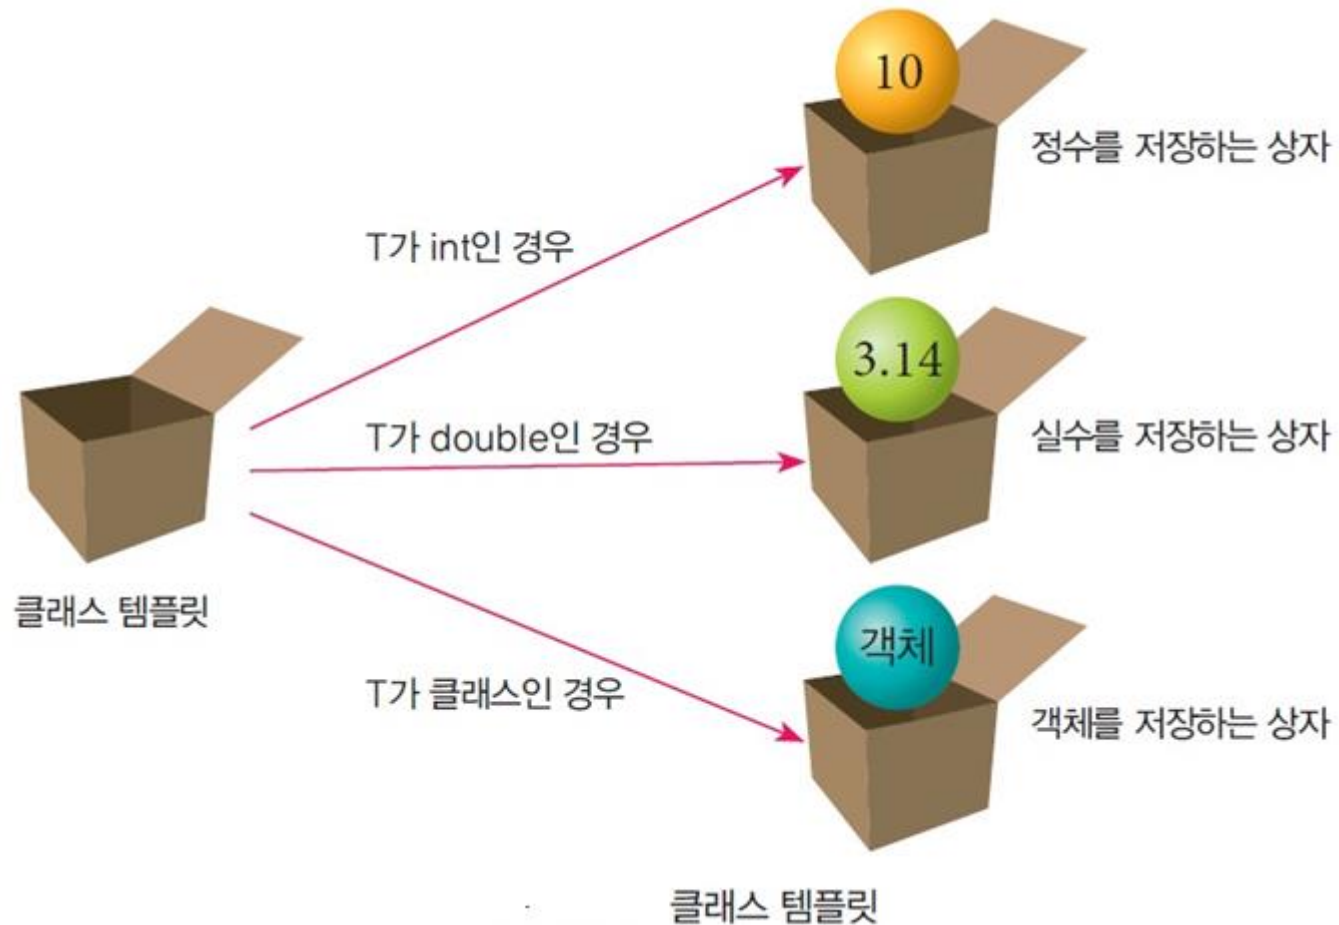 10
정수를 저장하는 상자
T가 int인 경우
3.14
T가 double인 경우
실수를 저장하는 상자
클래스 템플릿
객체
T가 클래스인 경우
객체를 저장하는 상자
클래스 템플릿